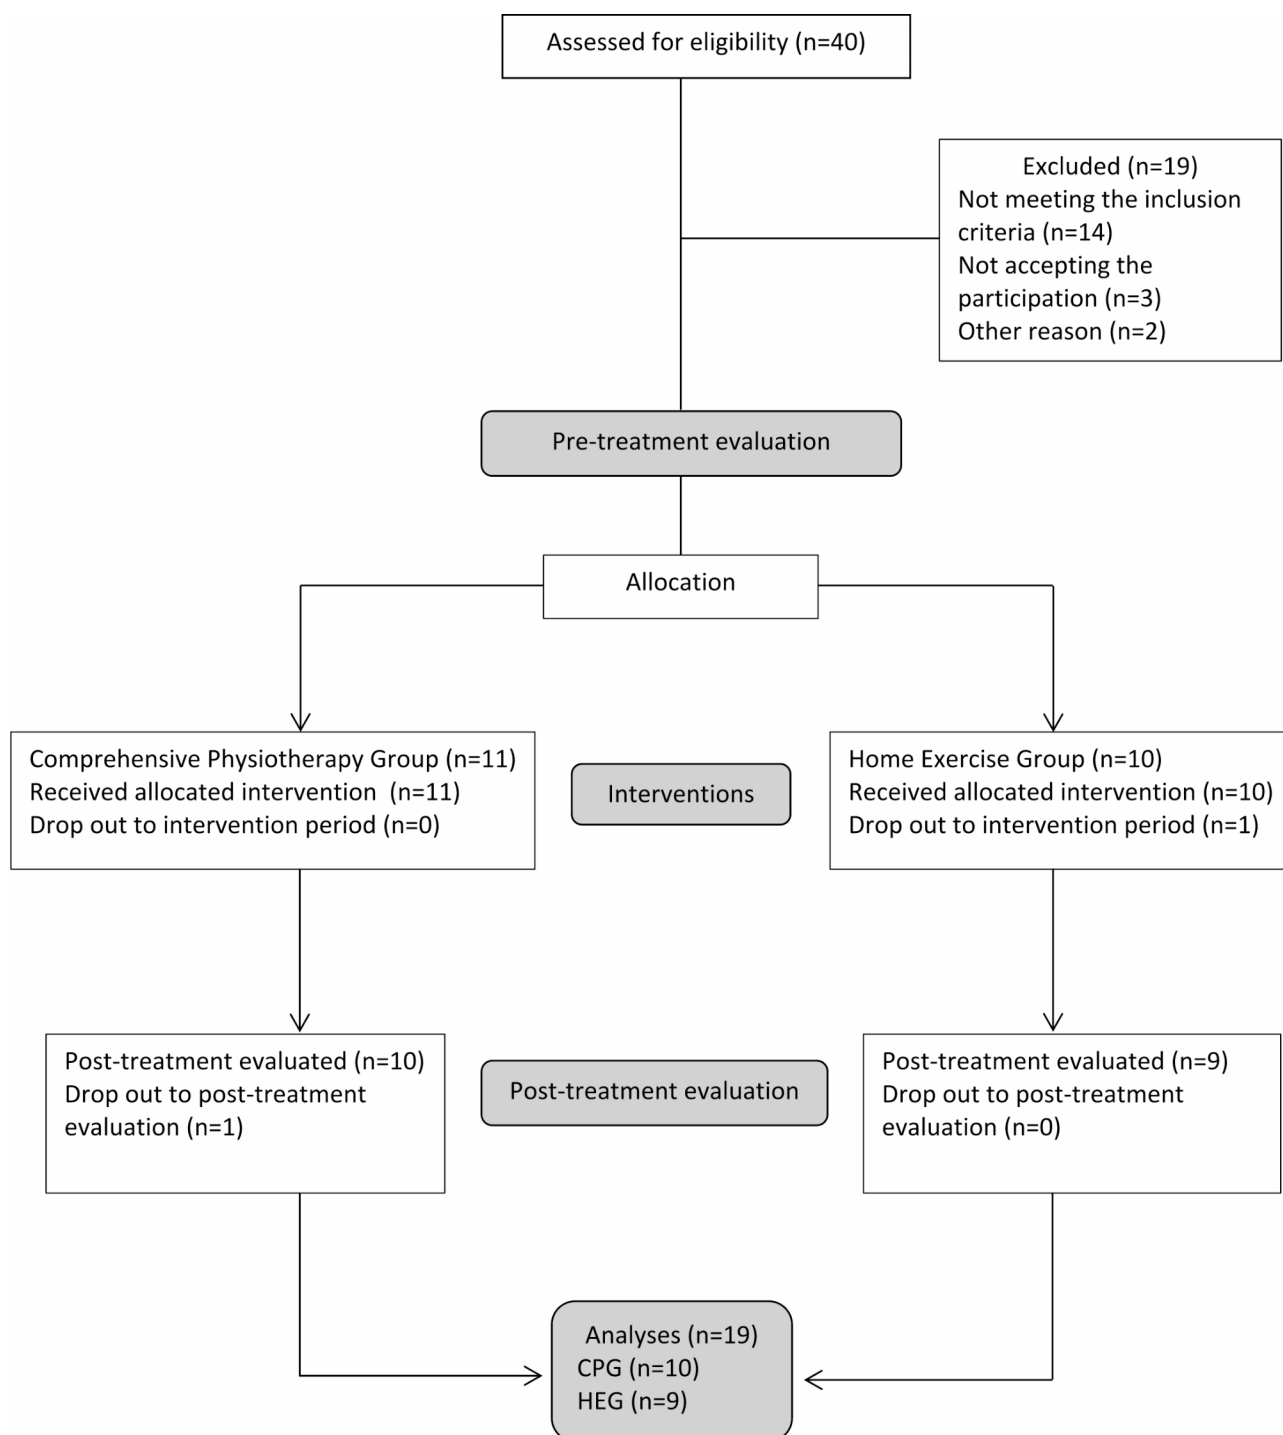 Assessed for eligibility (n=40)
Excluded (n=19)
Not meeting the inclusion
criteria (n=14)
Not accepting the
participation (n=3)
Other reason (n=2)
Pre-treatment evaluation
Allocation
Comprehensive Physiotherapy Group (n=11)
Received allocated intervention  (n=11)
Drop out to intervention period (n=0)
Interventions
Home Exercise Group (n=10)
Received allocated intervention (n=10)
Drop out to intervention period (n=1)
Post-treatment evaluated (n=10)
Drop out to post-treatment
evaluation (n=1)
Post-treatment evaluation
Post-treatment evaluated (n=9)
Drop out to post-treatment
evaluation (n=0)
Analyses (n=19)
CPG (n=10)
HEG (n=9)